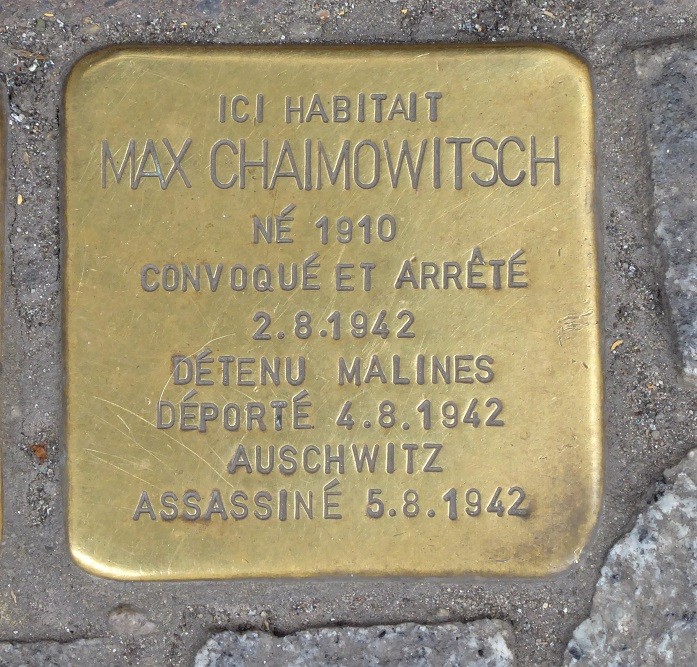 ICI HABITAIT
MAX CHAIMOWITSCH
NÉ 1910
CONVOQUÉ ET ARRÊTÉ
2.8.1942
DÉTENU MALINES
DÉPORTÉ 4.8.1942
AUSCHWITZ
ASSASSINÉ 5.8.1942